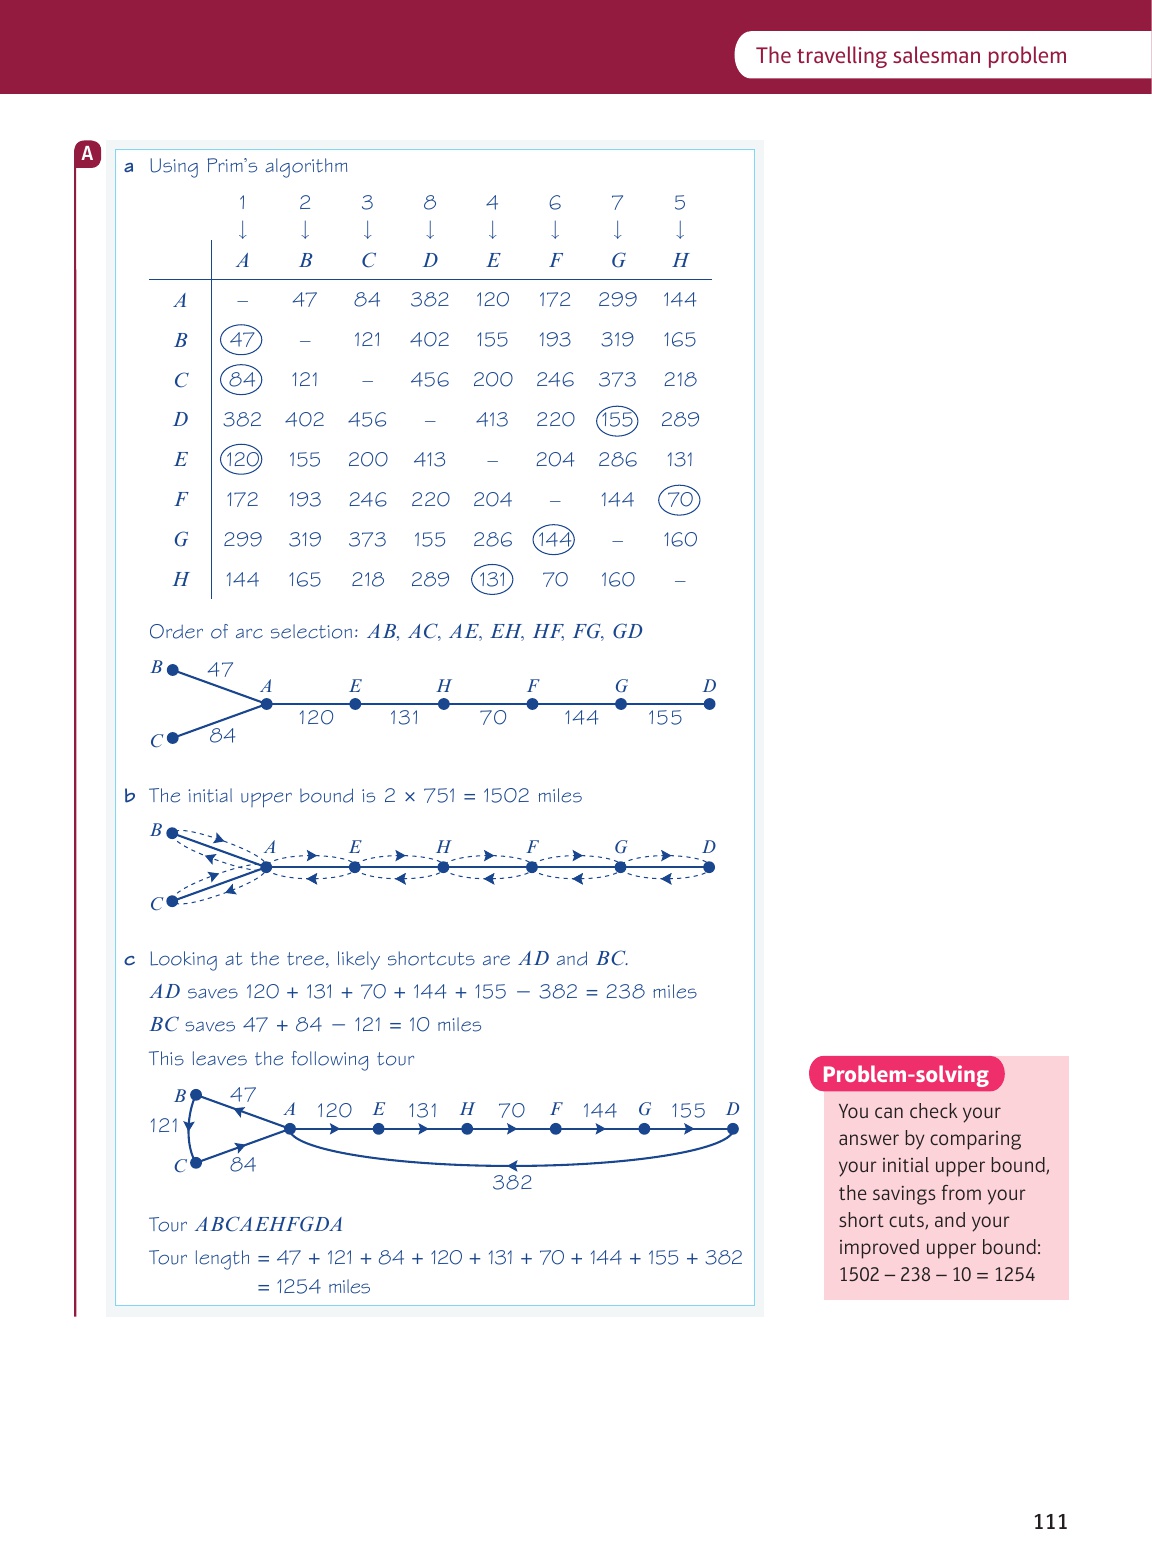 The travelling salesman problem
A
a Using Prim's algorithm
1 2 3 8 4 6 7 5
↓ ↓ ↓ ↓ ↓ ↓ ↓ ↓
A B C D E F G H
A – 47 84 382 120 172 299 144
B 47 – 121 402 155 193 319 165
C 84 121 – 456 200 246 373 218
D 382 402 456 – 413 220 155 289
E 120 155 200 413 – 204 286 131
F 172 193 246 220 204 – 144 70
G 299 319 373 155 286 144 – 160
H 144 165 218 289 131 70 160 –
Order of arc selection: AB, AC, AE, EH, HF, FG, GD
B 47
A E H F G D
120 131 70 144 155
C 84
b The initial upper bound is 2 × 751 = 1502 miles
B
A E H F G D
C
c Looking at the tree, likely shortcuts are AD and BC.
AD saves 120 + 131 + 70 + 144 + 155 − 382 = 238 miles
BC saves 47 + 84 − 121 = 10 miles
This leaves the following tour
B 47
A 120 E 131 H 70 F 144 G 155 D
121
C 84
382
Tour ABCAEHFGDA
Tour length = 47 + 121 + 84 + 120 + 131 + 70 + 144 + 155 + 382
= 1254 miles
Problem-solving
You can check your
answer by comparing
your initial upper bound,
the savings from your
short cuts, and your
improved upper bound:
1502 – 238 – 10 = 1254
111